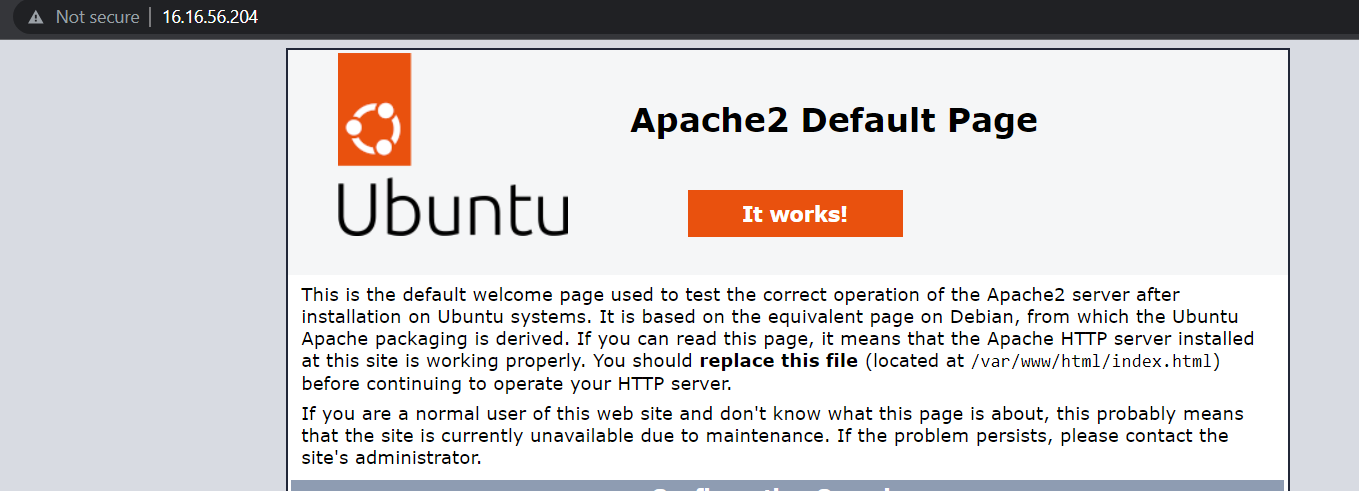 Not secure | 16.16.56.204
Apache2 Default Page
Ubuntu
It works!
This is the default welcome page used to test the correct operation of the Apache2 server after
installation on Ubuntu systems. It is based on the equivalent page on Debian, from which the Ubuntu
Apache packaging is derived. If you can read this page, it means that the Apache HTTP server installed
at this site is working properly. You should replace this file (located at /var/www/html/index.html)
before continuing to operate your HTTP server.
If you are a normal user of this web site and don't know what this page is about, this probably means
that the site is currently unavailable due to maintenance. If the problem persists, please contact the
site's administrator.